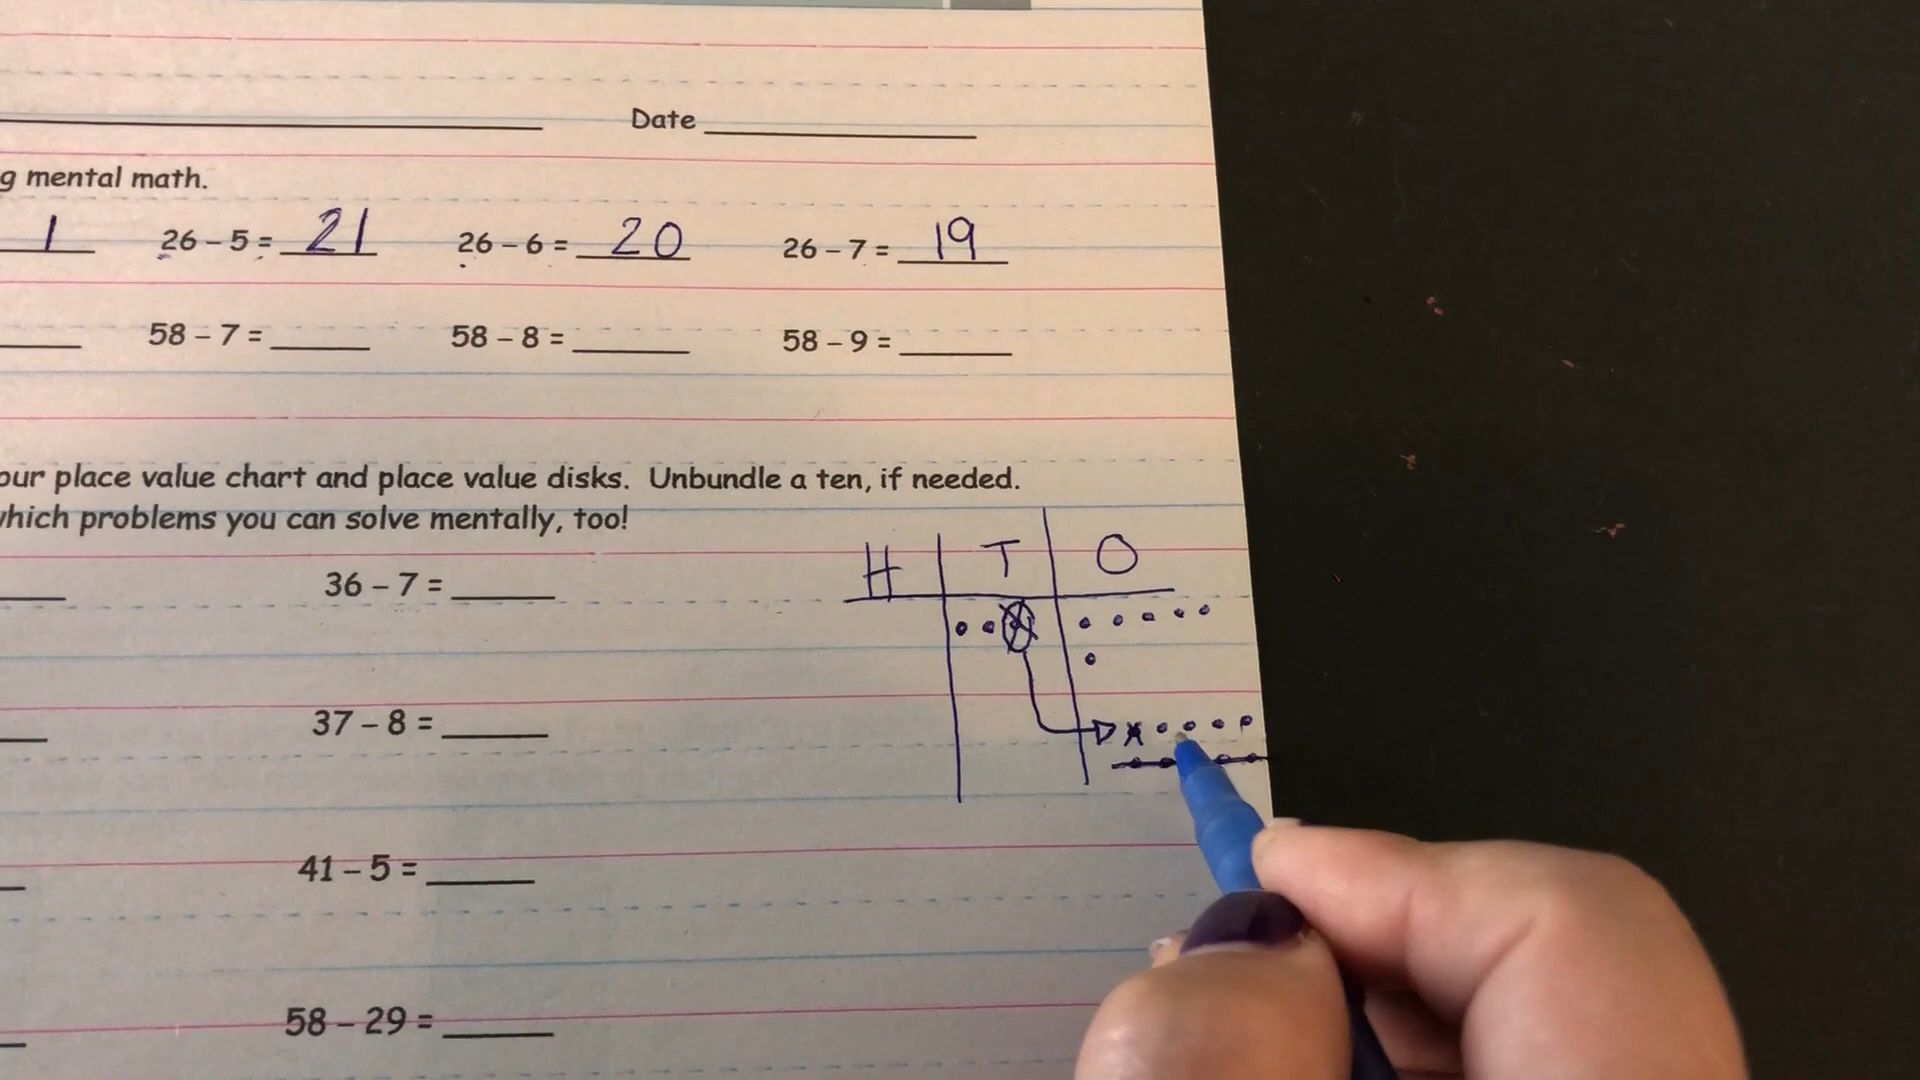 Date
g mental math.
1 26 – 5 = 21 26 – 6 = 20 26 – 7 = 19
58 – 7 = 58 – 8 = 58 – 9 =
our place value chart and place value disks. Unbundle a ten, if needed.
which problems you can solve mentally, too!
H T O
36 – 7 =
37 – 8 =
41 – 5 =
58 – 29 =